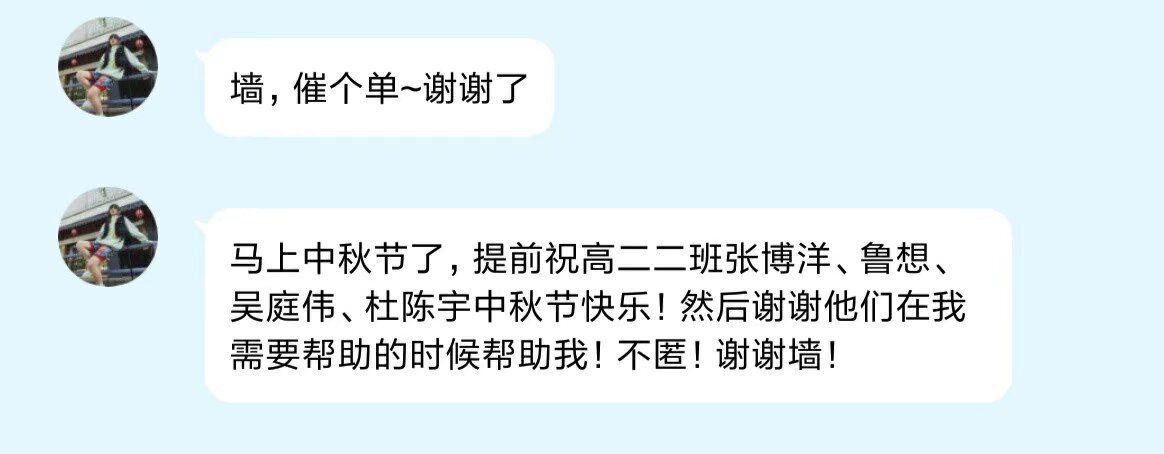 墙，催个单~谢谢了
马上中秋节了，提前祝高二二班张博洋、鲁想、
吴庭伟、杜陈宇中秋节快乐！然后谢谢他们在我
需要帮助的时候帮助我！不匿！谢谢墙！